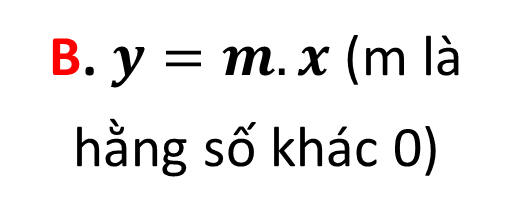 B. y = m. x (m là
hằng số khác 0)